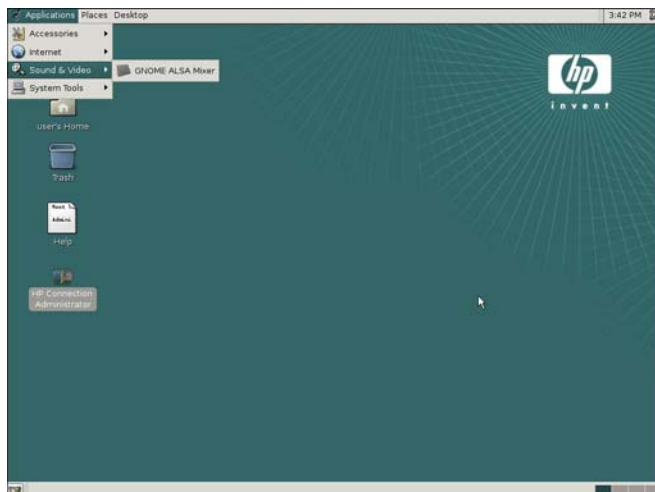 Applications Places Desktop
3:42 PM
Accessories
Internet
Sound & Video
GNOME ALSA Mixer
System Tools
hp
invent
user's Home
Trash
Help
HP Connection
Administrator